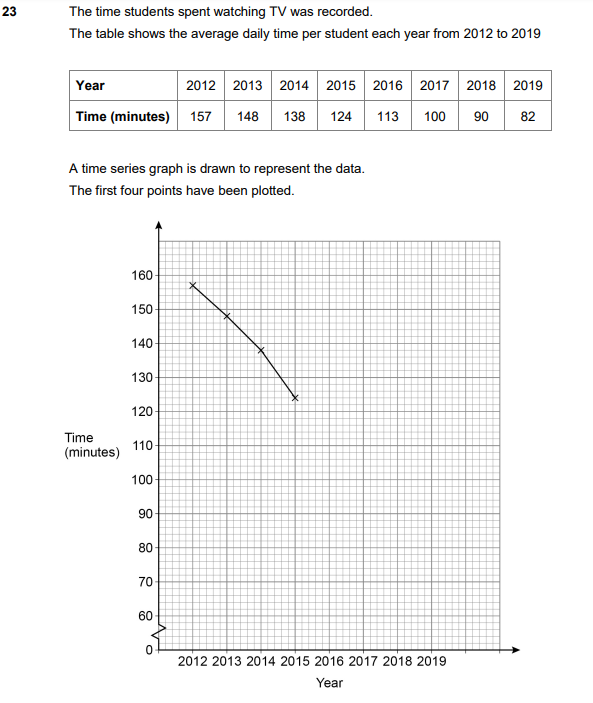 23 The time students spent watching TV was recorded.
The table shows the average daily time per student each year from 2012 to 2019
Year 2012 2013 2014 2015 2016 2017 2018 2019
Time (minutes) 157 148 138 124 113 100 90 82
A time series graph is drawn to represent the data.
The first four points have been plotted.
160
150
140
130
120
Time
(minutes)
110
100
90
80
70
60
0
2012 2013 2014 2015 2016 2017 2018 2019
Year